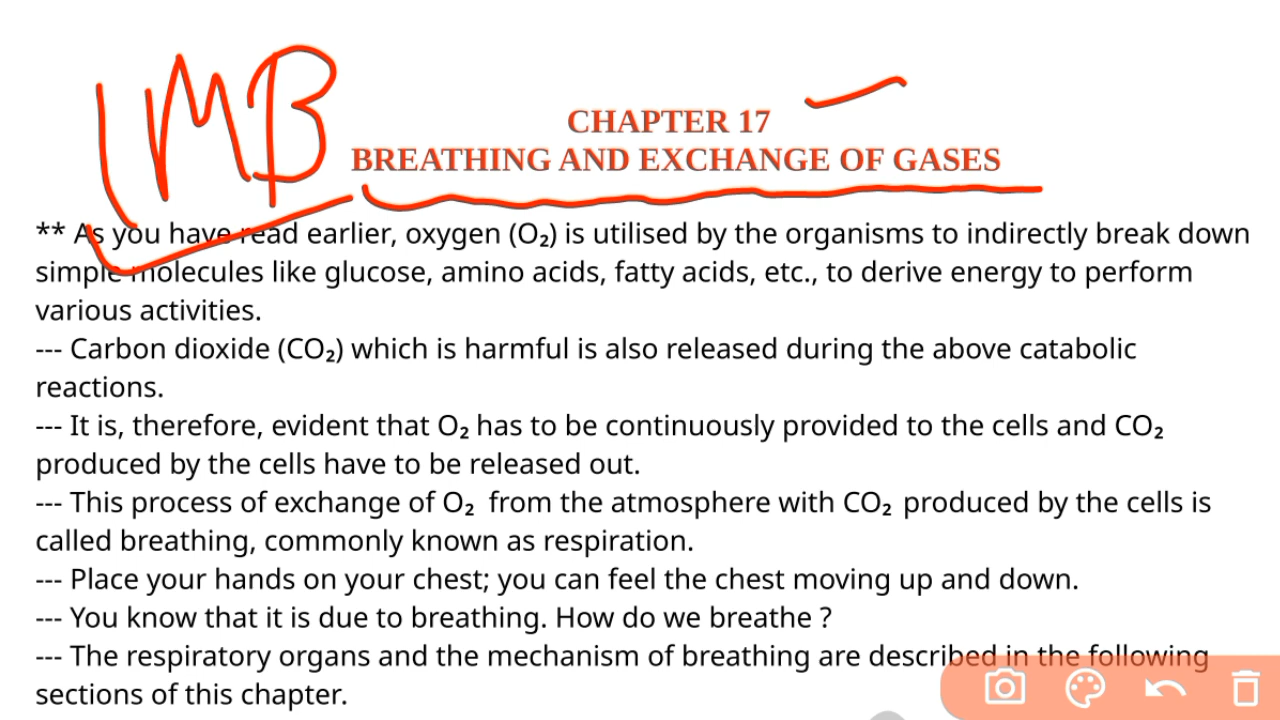 IMB
CHAPTER 17
BREATHING AND EXCHANGE OF GASES
** As you have read earlier, oxygen (O₂) is utilised by the organisms to indirectly break down
simple molecules like glucose, amino acids, fatty acids, etc., to derive energy to perform
various activities.
--- Carbon dioxide (CO₂) which is harmful is also released during the above catabolic
reactions.
--- It is, therefore, evident that O₂ has to be continuously provided to the cells and CO₂
produced by the cells have to be released out.
--- This process of exchange of O₂ from the atmosphere with CO₂ produced by the cells is
called breathing, commonly known as respiration.
--- Place your hands on your chest; you can feel the chest moving up and down.
--- You know that it is due to breathing. How do we breathe ?
--- The respiratory organs and the mechanism of breathing are described in the following
sections of this chapter.